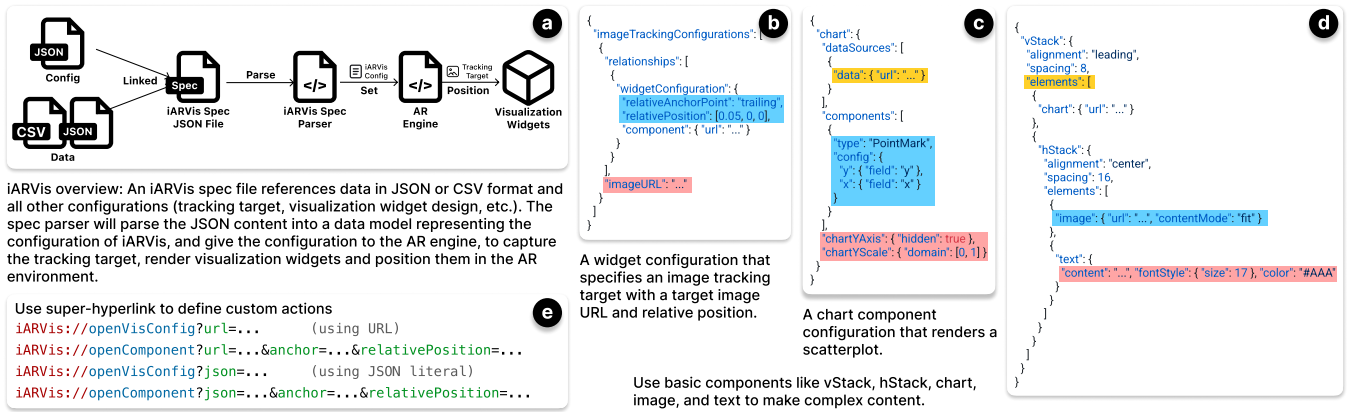 a
JSON
Config
CSV
JSON
Data
Linked
Spec
iARVis Spec
JSON File
Parse
iARVis Spec
Parser
iARVis
Config
Set
AR
Engine
Tracking
Target
Position
Visualization
Widgets
iARVis overview: An iARVis spec file references data in JSON or CSV format and
all other configurations (tracking target, visualization widget design, etc.). The
spec parser will parse the JSON content into a data model representing the
configuration of iARVis, and give the configuration to the AR engine, to capture
the tracking target, render visualization widgets and position them in the AR
environment.
e
Use super-hyperlink to define custom actions
iARVis://openVisConfig?url=... (using URL)
iARVis://openComponent?url=...&anchor=...&relativePosition=...
iARVis://openVisConfig?json=... (using JSON literal)
iARVis://openComponent?json=...&anchor=...&relativePosition=...
b
{
"imageTrackingConfigurations": [
{
"relationships": [
{
"widgetConfiguration": {
"relativeAnchorPoint": "trailing",
"relativePosition": [0.05, 0, 0],
"component": { "url": "..." }
}
}
],
"imageURL": "..."
}
]
}
A widget configuration that
specifies an image tracking
target with a target image
URL and relative position.
c
{
"chart": {
"dataSources": [
{
"data": { "url": "..." }
}
],
"components": [
{
"type": "PointMark",
"config": {
"y": { "field": "y" },
"x": { "field": "x" }
}
}
],
"chartYAxis": { "hidden": true },
"chartYScale": { "domain": [0, 1] }
}
}
A chart component
configuration that renders a
scatterplot.
d
{
"vStack": {
"alignment": "leading",
"spacing": 8,
"elements": [
{
"chart": { "url": "..." }
},
{
"hStack": {
"alignment": "center",
"spacing": 16,
"elements": [
{
"image": { "url": "...", "contentMode": "fit" }
},
{
"text": {
"content": "...", "fontStyle": { "size": 17 }, "color": "#AAA"
}
}
]
}
}
]
}
}
Use basic components like vStack, hStack, chart,
image, and text to make complex content.